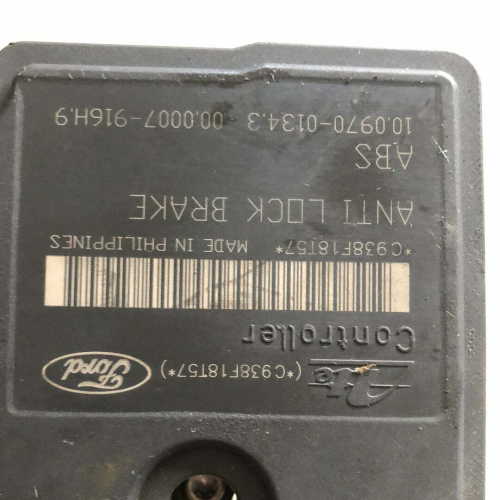 Ford
(*C938F18T57*)
Ate
Controller
*C938F18T57* MADE IN PHILIPPINES
ANTI LOCK BRAKE
ABS
10.0970-0134.3 00.0007-916H.9